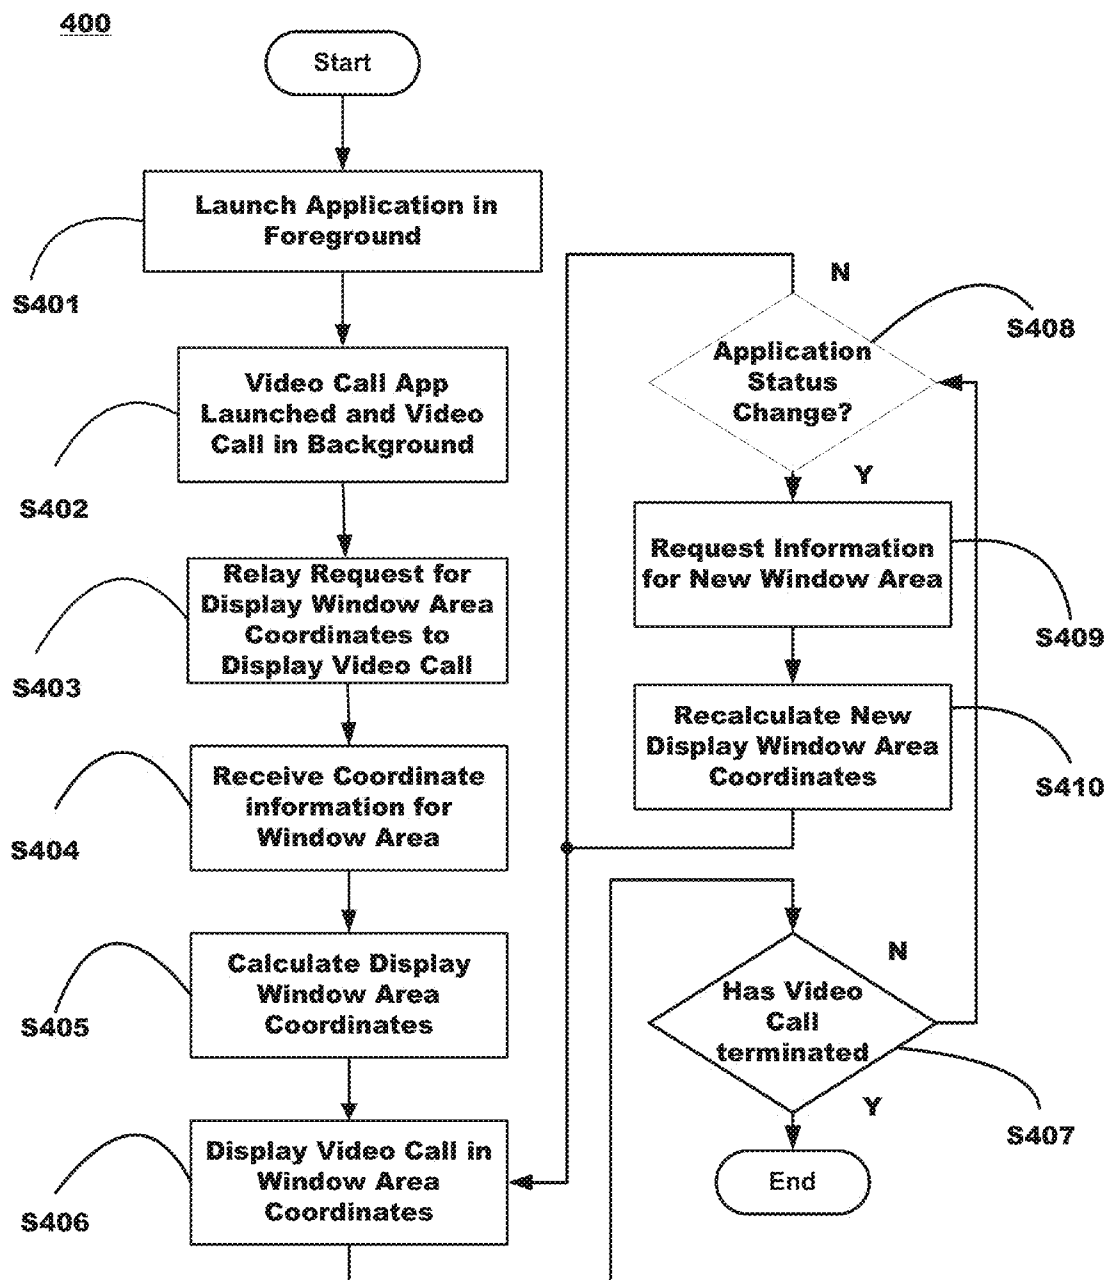 400
Start
Launch Application in
Foreground
S401
Video Call App
Launched and Video
Call in Background
S402
Relay Request for
Display Window Area
Coordinates to
Display Video Call
S403
Receive Coordinate
information for
Window Area
S404
Calculate Display
Window Area
Coordinates
S405
Display Video Call in
Window Area
Coordinates
S406
N
Application
Status
Change?
S408
Y
Request Information
for New Window Area
S409
Recalculate New
Display Window Area
Coordinates
S410
N
Has Video
Call
terminated
Y
S407
End